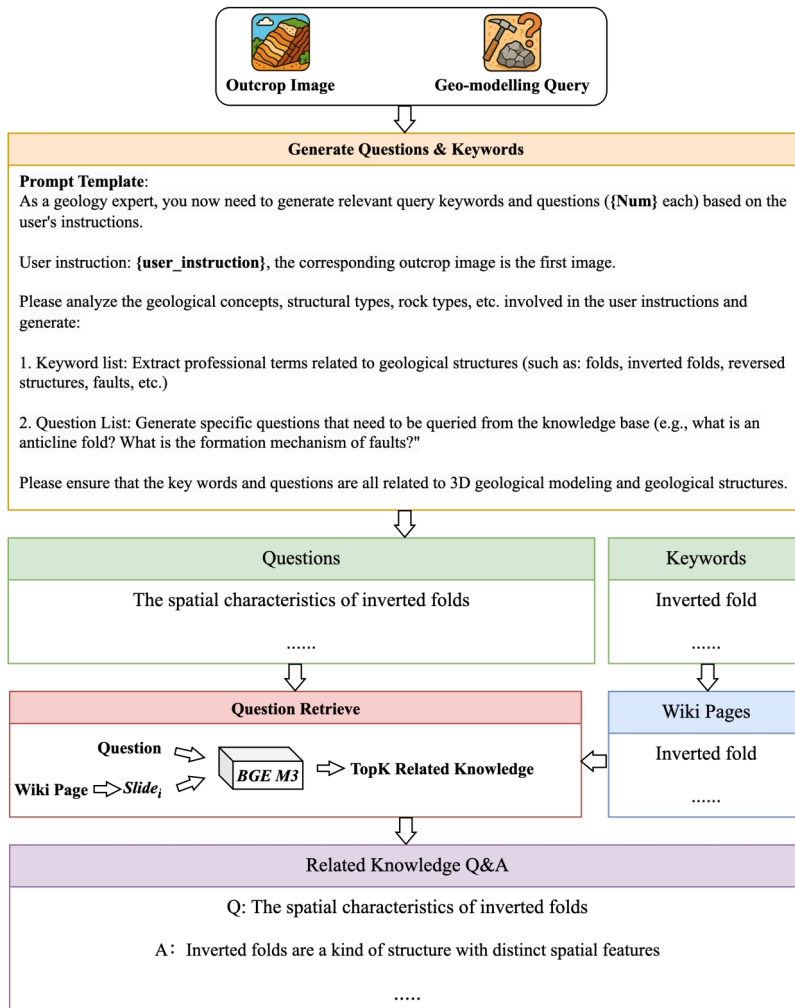 Outcrop Image
Geo-modelling Query
Generate Questions & Keywords
Prompt Template:
As a geology expert, you now need to generate relevant query keywords and questions ({Num} each) based on the
user's instructions.
User instruction: {user_instruction}, the corresponding outcrop image is the first image.
Please analyze the geological concepts, structural types, rock types, etc. involved in the user instructions and
generate:
1. Keyword list: Extract professional terms related to geological structures (such as: folds, inverted folds, reversed
structures, faults, etc.)
2. Question List: Generate specific questions that need to be queried from the knowledge base (e.g., what is an
anticline fold? What is the formation mechanism of faults?"
Please ensure that the key words and questions are all related to 3D geological modeling and geological structures.
Questions
The spatial characteristics of inverted folds
......
Keywords
Inverted fold
......
Question Retrieve
Question
Wiki Page
Slide_i
BGE M3
TopK Related Knowledge
Wiki Pages
Inverted fold
......
Related Knowledge Q&A
Q: The spatial characteristics of inverted folds
A: Inverted folds are a kind of structure with distinct spatial features
.....